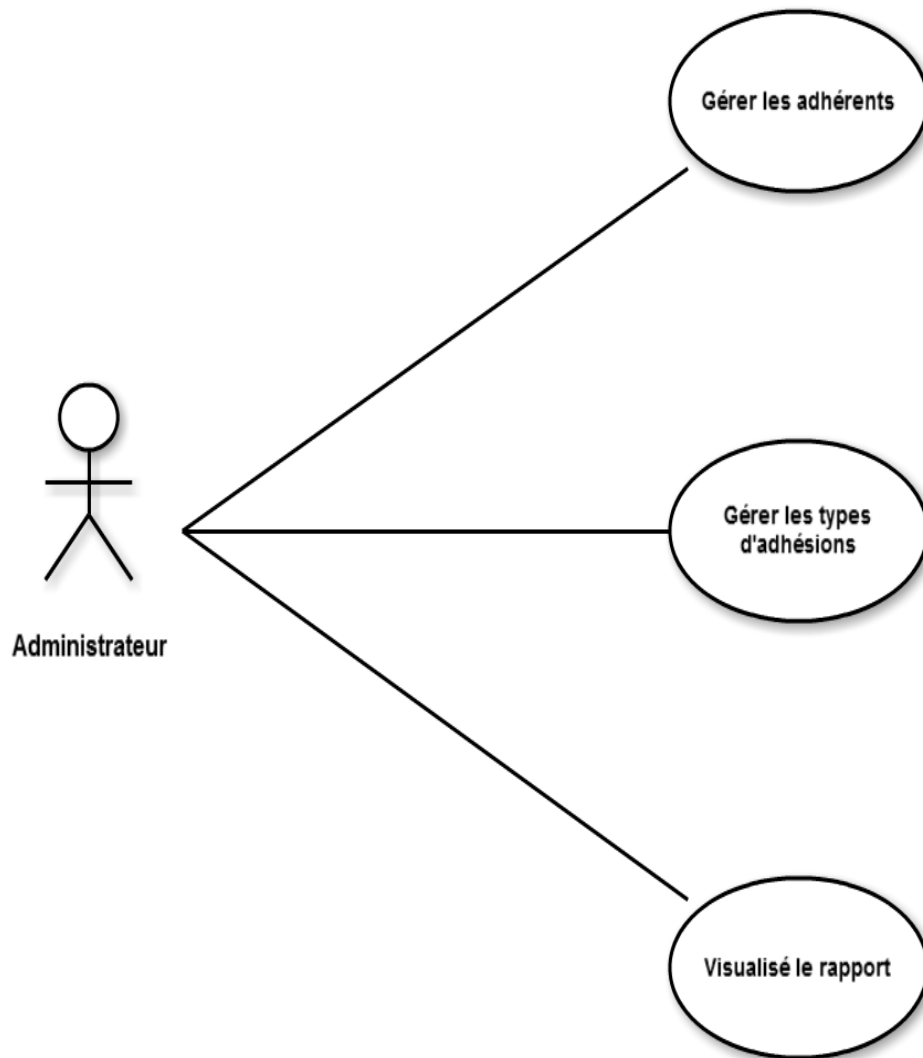 Gérer les adhérents
Gérer les types
d'adhésions
Administrateur
Visualisé le rapport